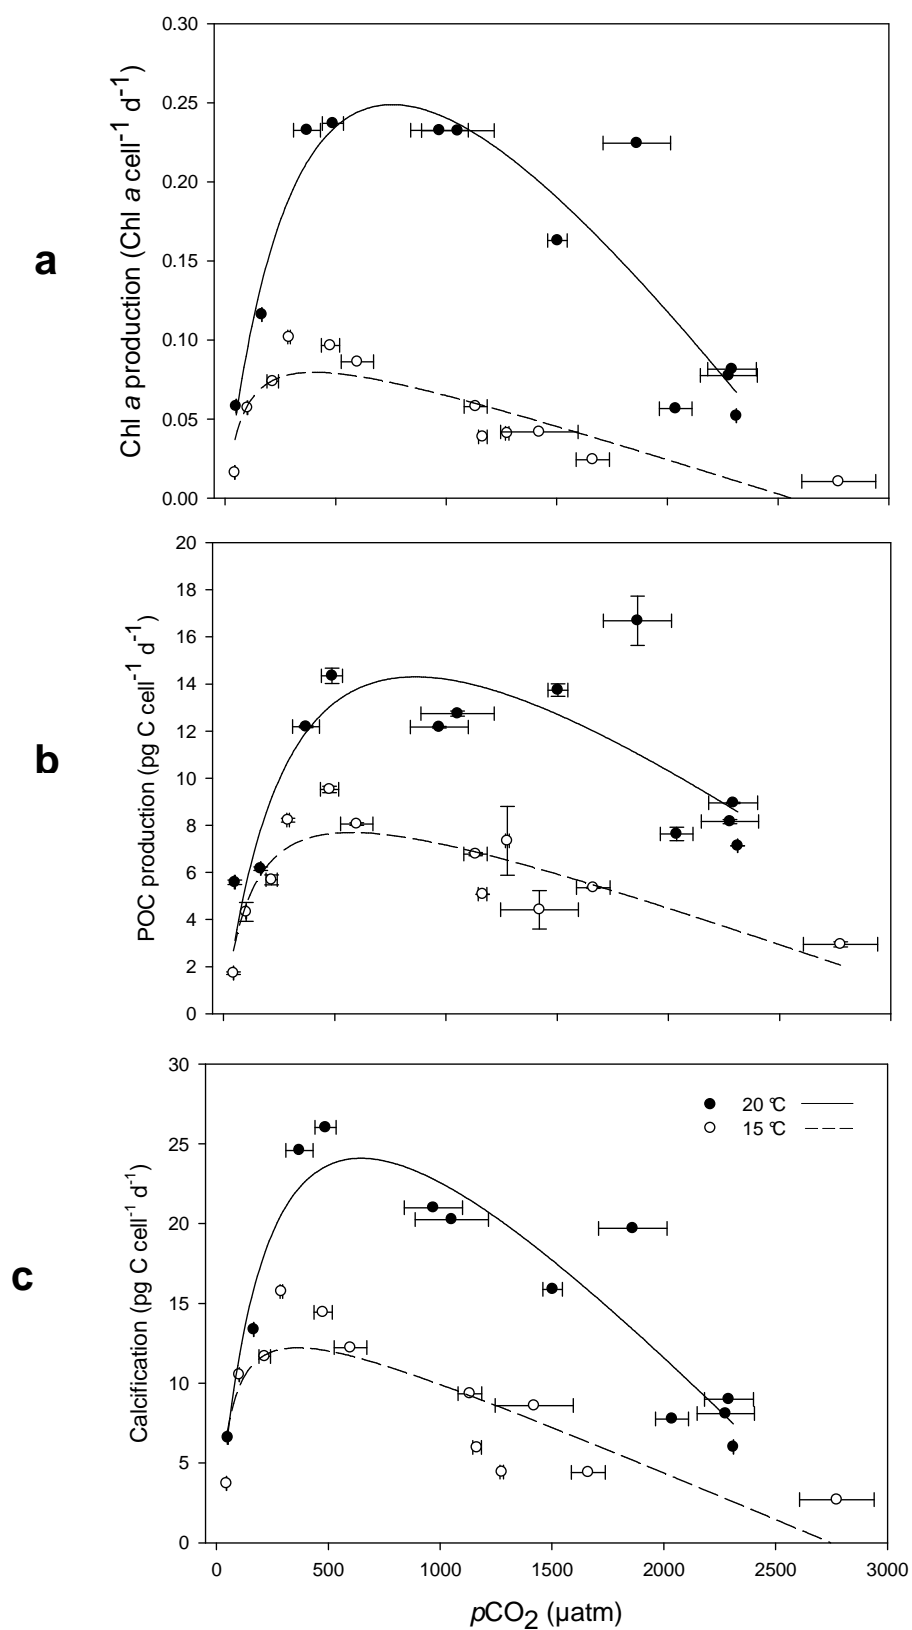 a
Chl a production (Chl a cell-1 d-1)
0.30
0.25
0.20
0.15
0.10
0.05
0.00
b
POC production (pg C cell-1 d-1)
20
18
16
14
12
10
8
6
4
2
0
c
Calcification (pg C cell-1 d-1)
30
25
20
15
10
5
0
20 °C
15 °C
0 500 1000 1500 2000 2500 3000
pCO2 (µatm)